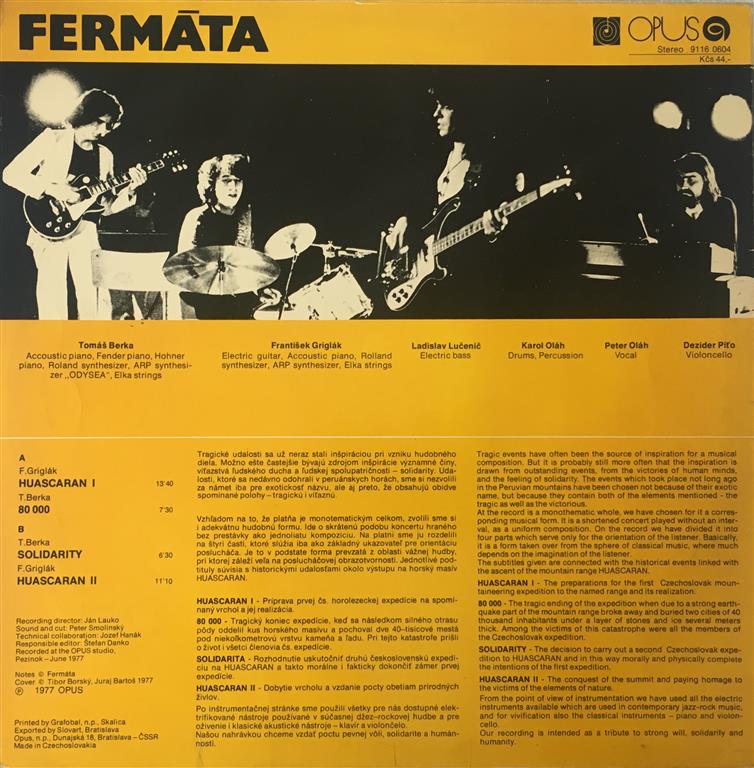 FERMĀTA
OPUS
Stereo 9116 0604
Kčs 44,-
Tomáš Berka
Accoustic piano, Fender piano, Hohner
piano, Roland synthesizer, ARP synthesi-
zer „ODYSEA“, Elka strings
František Griglák
Electric guitar, Accoustic piano, Rolland
synthesizer, ARP synthesizer, Elka strings
Ladislav Lučenič
Electric bass
Karol Oláh
Drums, Percussion
Peter Oláh
Vocal
Dezider Píťo
Violoncello
A
F.Griglák
HUASCARAN I 13'40
T.Berka
80 000 7'30
B
T.Berka
SOLIDARITY 6'30
F.Griglák
HUASCARAN II 11'10
Recording director: Ján Lauko
Sound and cut: Peter Smolinský
Technical collaboration: Jozef Hanák
Responsible editor: Štefan Danko
Recorded at the OPUS studio,
Pezinok – June 1977
Notes © Fermáta
Cover © Tibor Borský, Juraj Bartoš 1977
℗ 1977 OPUS
Printed by Grafobal, n.p., Skalica
Exported by Slovart, Bratislava
Opus, n.p., Dunajská 18, Bratislava – ČSSR
Made in Czechoslovakia
Tragické udalosti sa už neraz stali inšpiráciou pri vzniku hudobného
diela. Možno ešte častejšie bývajú zdrojom inšpirácie významné činy,
víťazstvá ľudského ducha a ľudskej spolupatričnosti – solidarity. Uda-
losti, ktoré sa nedávno odohrali v peruánskych horách, sme si nezvolili
za námet iba pre exotickosť názvu, ale aj preto, že obsahujú obidve
spomínané polohy – tragickú i víťaznú.
Vzhľadom na to, že platňa je monotematickým celkom, zvolili sme si
i adekvátnu hudobnú formu. Ide o skrátenú podobu koncertu hraného
bez prestávky ako jednoliatu kompozíciu. Na platni sme ju rozdelili
na štyri časti, ktoré slúžia iba ako základný ukazovateľ pre orientáciu
poslucháča. Je to v podstate forma prevzatá z oblasti vážnej hudby,
pri ktorej záleží veľa na poslucháčovej obrazotvornosti. Jednotlivé pod-
tituly súvisia s historickými udalosťami okolo výstupu na horský masív
HUASCARAN.
HUASCARAN I - Príprava prvej čs. horolezeckej expedície na spomí-
naný vrchol a jej realizácia.
80 000 - Tragický koniec expedície, keď sa následkom silného otrasu
pôdy oddelil kus horského masívu a pochoval dve 40-tisícové mestá
pod niekoľkometrovú vrstvu kameňa a ľadu. Pri tejto katastrofe prišli
o život i všetci členovia čs. expedície.
SOLIDARITA - Rozhodnutie uskutočniť druhú československú expedí-
ciu na HUASCARAN a takto morálne i fakticky dokončiť zámer prvej
expedície.
HUASCARAN II - Dobytie vrcholu a vzdanie pocty obetiam prírodných
živlov.
Po inštrumentačnej stránke sme použili všetky pre nás dostupné elek-
trifikované nástroje používané v súčasnej džez-rockovej hudbe a pre
oživenie i klasické akustické nástroje – klavír a violončelo.
Našou nahrávkou chceme vzdať poctu pevnej vôli, solidarite a humán-
nosti.
Tragic events have often been the source of inspiration for a musical
composition. But it is probably still more often that the inspiration is
drawn from outstanding events, from the victories of human minds,
and the feeling of solidarity. The events which took place not long ago
in the Peruvian mountains have been chosen not because of their exotic
name, but because they contain both of the elements mentioned - the
tragic as well as the victorious.
At the record is a monothematic whole, we have chosen for it a corres-
ponding musical form. It is a shortened concert played without an inter-
val, as a uniform composition. On the record we have divided it into
four parts which serve only for the orientation of the listener. Basically,
it is a form taken over from the sphere of classical music, where much
depends on the imagination of the listener.
The subtitles given are connected with the historical events linked with
the ascent of the mountain range HUASCARAN.
HUASCARAN I - The preparations for the first Czechoslovak moun-
taineering expedition to the named range and its realization.
80 000 - The tragic ending of the expedition when due to a strong earth-
quake part of the mountain range broke away and buried two cities of 40
thousand inhabitants under a layer of stones and ice several meters
thick. Among the victims of this catastrophe were all the members of
the Czechoslovak expedition.
SOLIDARITY - The decision to carry out a second Czechoslovak expe-
dition to HUASCARAN and in this way morally and physically complete
the intentions of the first expedition.
HUASCARAN II - The conquest of the summit and paying homage to
the victims of the elements of nature.
From the point of view of instrumentation we have used all the electric
instruments available which are used in contemporary jazz-rock music,
and for vivification also the classical instruments – piano and violon-
cello.
Our recording is intended as a tribute to strong will, solidarity and
humanity.